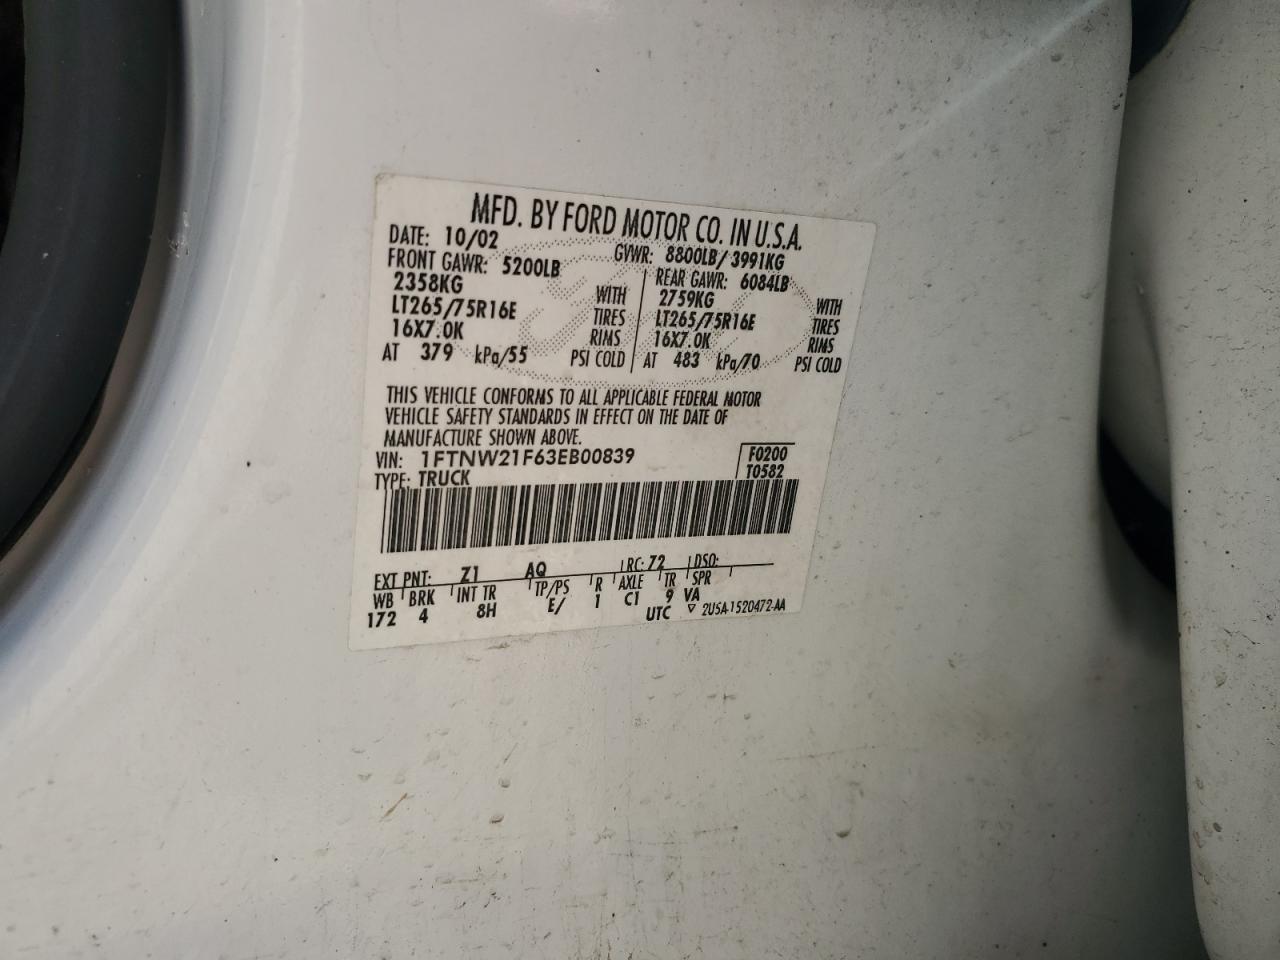 MFD. BY FORD MOTOR CO. IN U.S.A.
DATE: 10/02 GVWR: 8800LB/ 3991KG
FRONT GAWR: 5200LB REAR GAWR: 6084LB
2358KG WITH 2759KG WITH
LT265/75R16E TIRES LT265/75R16E TIRES
16X7.0K RIMS 16X7.0K RIMS
AT 379 kPa/55 PSI COLD AT 483 kPa/70 PSI COLD
THIS VEHICLE CONFORMS TO ALL APPLICABLE FEDERAL MOTOR
VEHICLE SAFETY STANDARDS IN EFFECT ON THE DATE OF
MANUFACTURE SHOWN ABOVE.
VIN: 1FTNW21F63EB00839 F0200
TYPE: TRUCK T0582
EXT PNT: Z1 AQ RC: 72 DSO:
WB BRK INT TR TP/PS R AXLE TR SPR
172 4 8H E/ 1 C1 9 VA
UTC ▽ 2U5A-1520472-AA